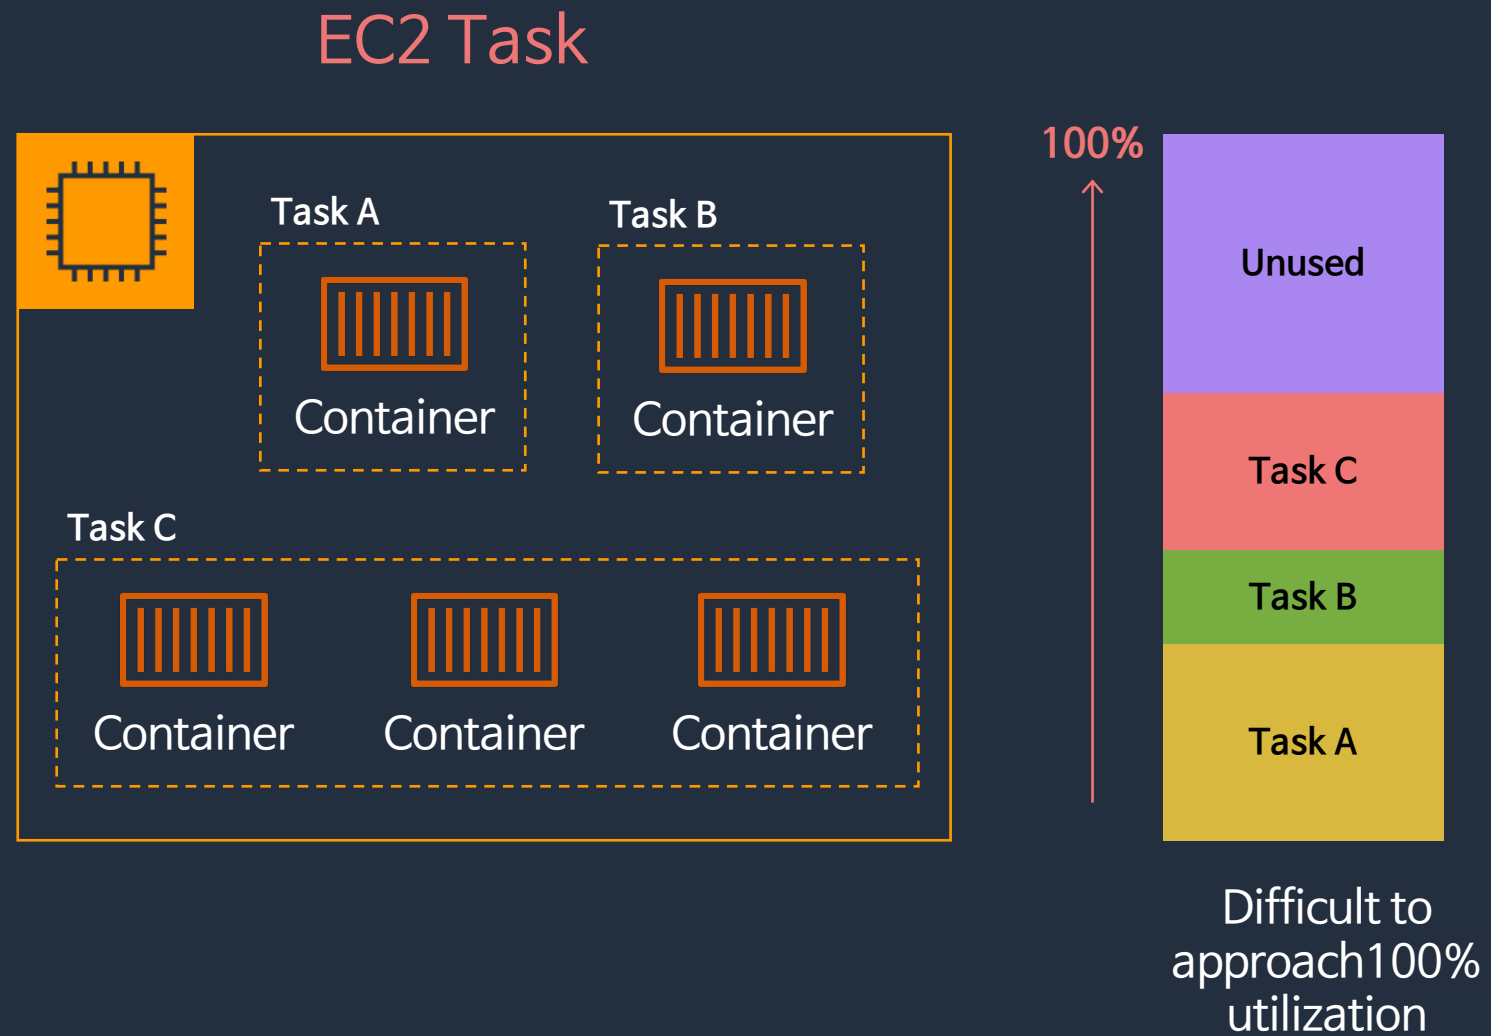 EC2 Task
Task A
Task B
Container
Container
Task C
Container
Container
Container
100%
Unused
Task C
Task B
Task A
Difficult to
approach100%
utilization